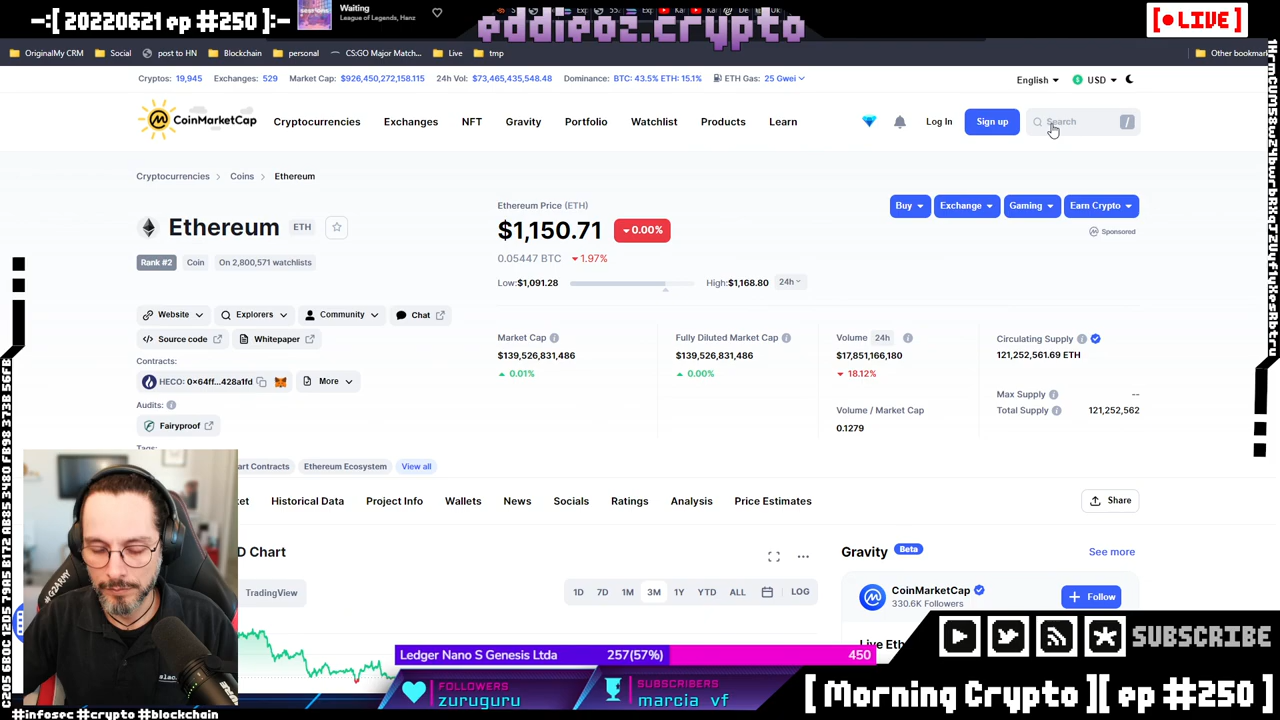 [ 20220621 ep #250 ]
Waiting
League of Legends, Hanz
eddieoz.crypto
[● LIVE]
OriginalMy CRM
Social
post to HN
Blockchain
personal
CS:GO Major Match...
Live
tmp
Other bookmar
Cryptos: 19,945 Exchanges: 529 Market Cap: $926,450,272,158.115 24h Vol: $73,465,435,548.48 Dominance: BTC: 43.5% ETH: 15.1% ETH Gas: 25 Gwei
English USD
CoinMarketCap
Cryptocurrencies Exchanges NFT Gravity Portfolio Watchlist Products Learn
Log In Sign up Search /
Cryptocurrencies > Coins > Ethereum
Ethereum ETH
Rank #2 Coin On 2,800,571 watchlists
Ethereum Price (ETH)
$1,150.71 0.00%
0.05447 BTC 1.97%
Low:$1,091.28 High:$1,168.80 24h
Buy Exchange Gaming Earn Crypto
Sponsored
Website Explorers Community Chat
Source code Whitepaper
Contracts:
HECO: 0x64ff...428a1fd More
Audits:
Fairyproof
Tags:
art Contracts Ethereum Ecosystem View all
Market Cap
$139,526,831,486
0.01%
Fully Diluted Market Cap
$139,526,831,486
0.00%
Volume 24h
$17,851,166,180
18.12%
Volume / Market Cap
0.1279
Circulating Supply
121,252,561.69 ETH
Max Supply --
Total Supply 121,252,562
et Historical Data Project Info Wallets News Socials Ratings Analysis Price Estimates
Share
D Chart
TradingView
1D 7D 1M 3M 1Y YTD ALL LOG
Gravity Beta See more
CoinMarketCap
330.6K Followers
+ Follow
Live Eth
Ledger Nano S Genesis Ltda 257(57%) 450
FOLLOWERS
zuruguru
SUBSCRIBERS
marcia vf
SUBSCRIBE
[ Morning Crypto ][ ep #250 ]
#infosec #crypto #blockchain